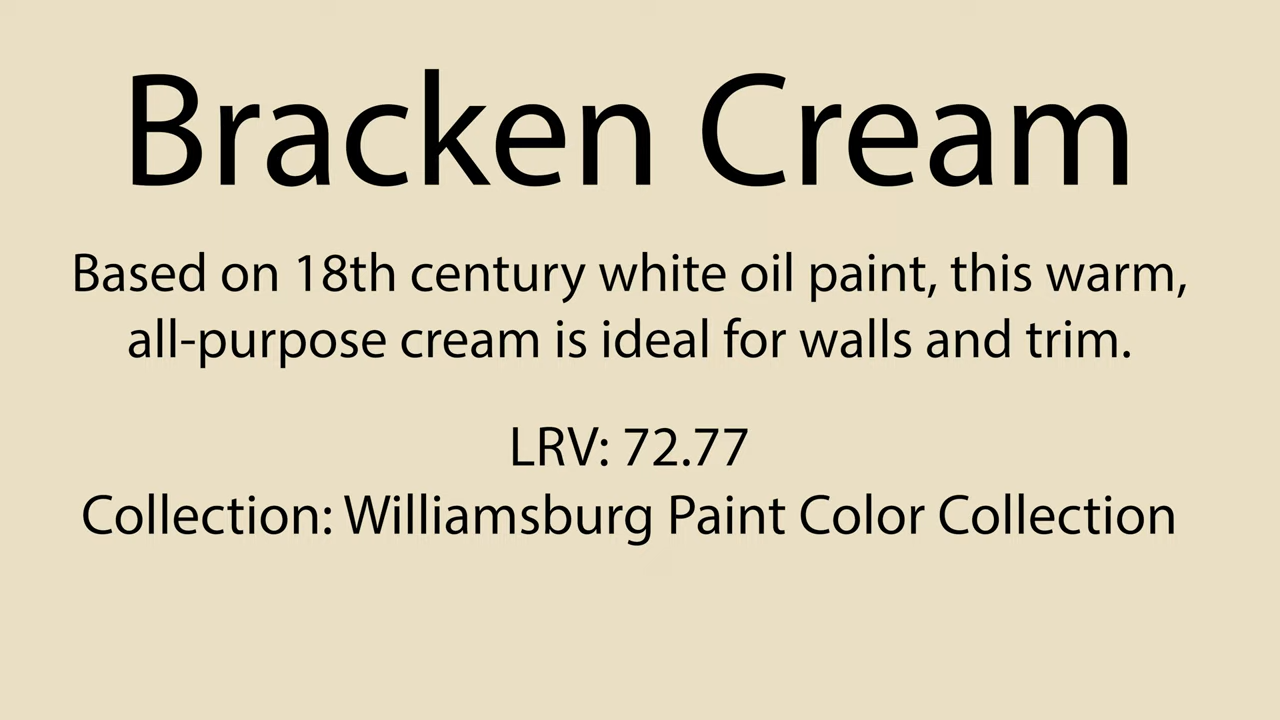 Bracken Cream
Based on 18th century white oil paint, this warm,
all-purpose cream is ideal for walls and trim.
LRV: 72.77
Collection: Williamsburg Paint Color Collection